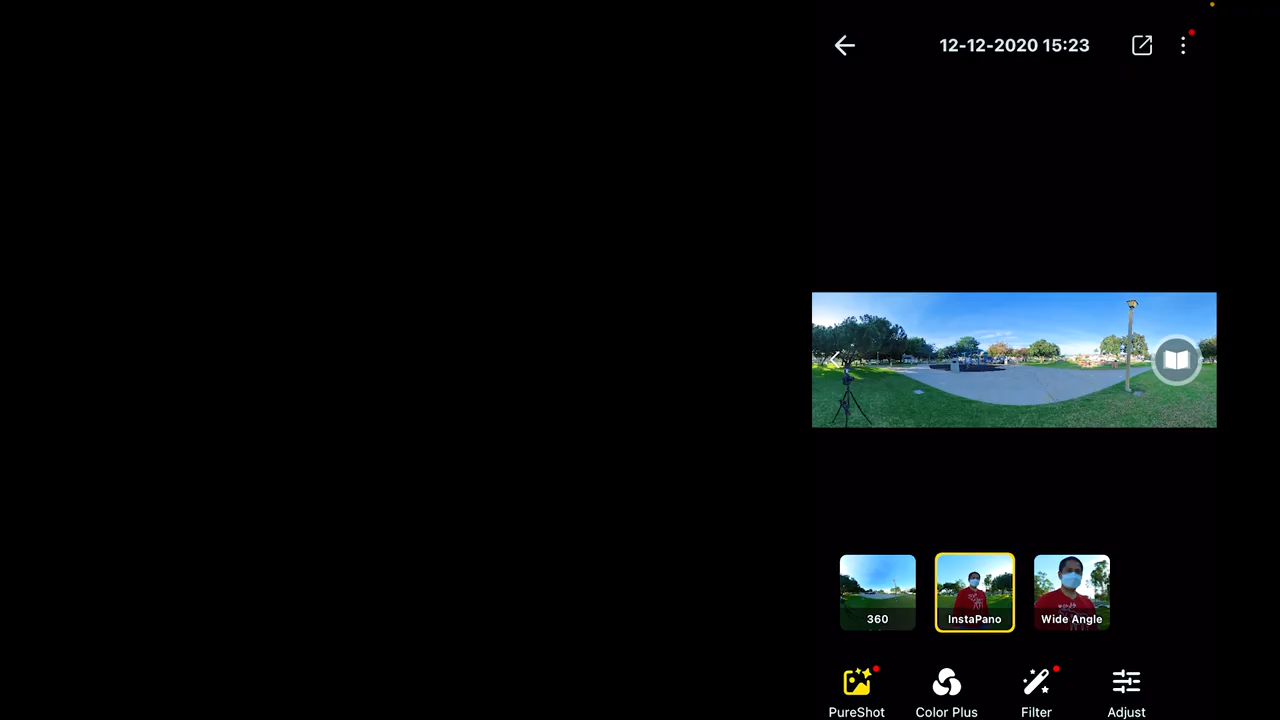 12-12-2020 15:23
360
InstaPano
Wide Angle
PureShot
Color Plus
Filter
Adjust